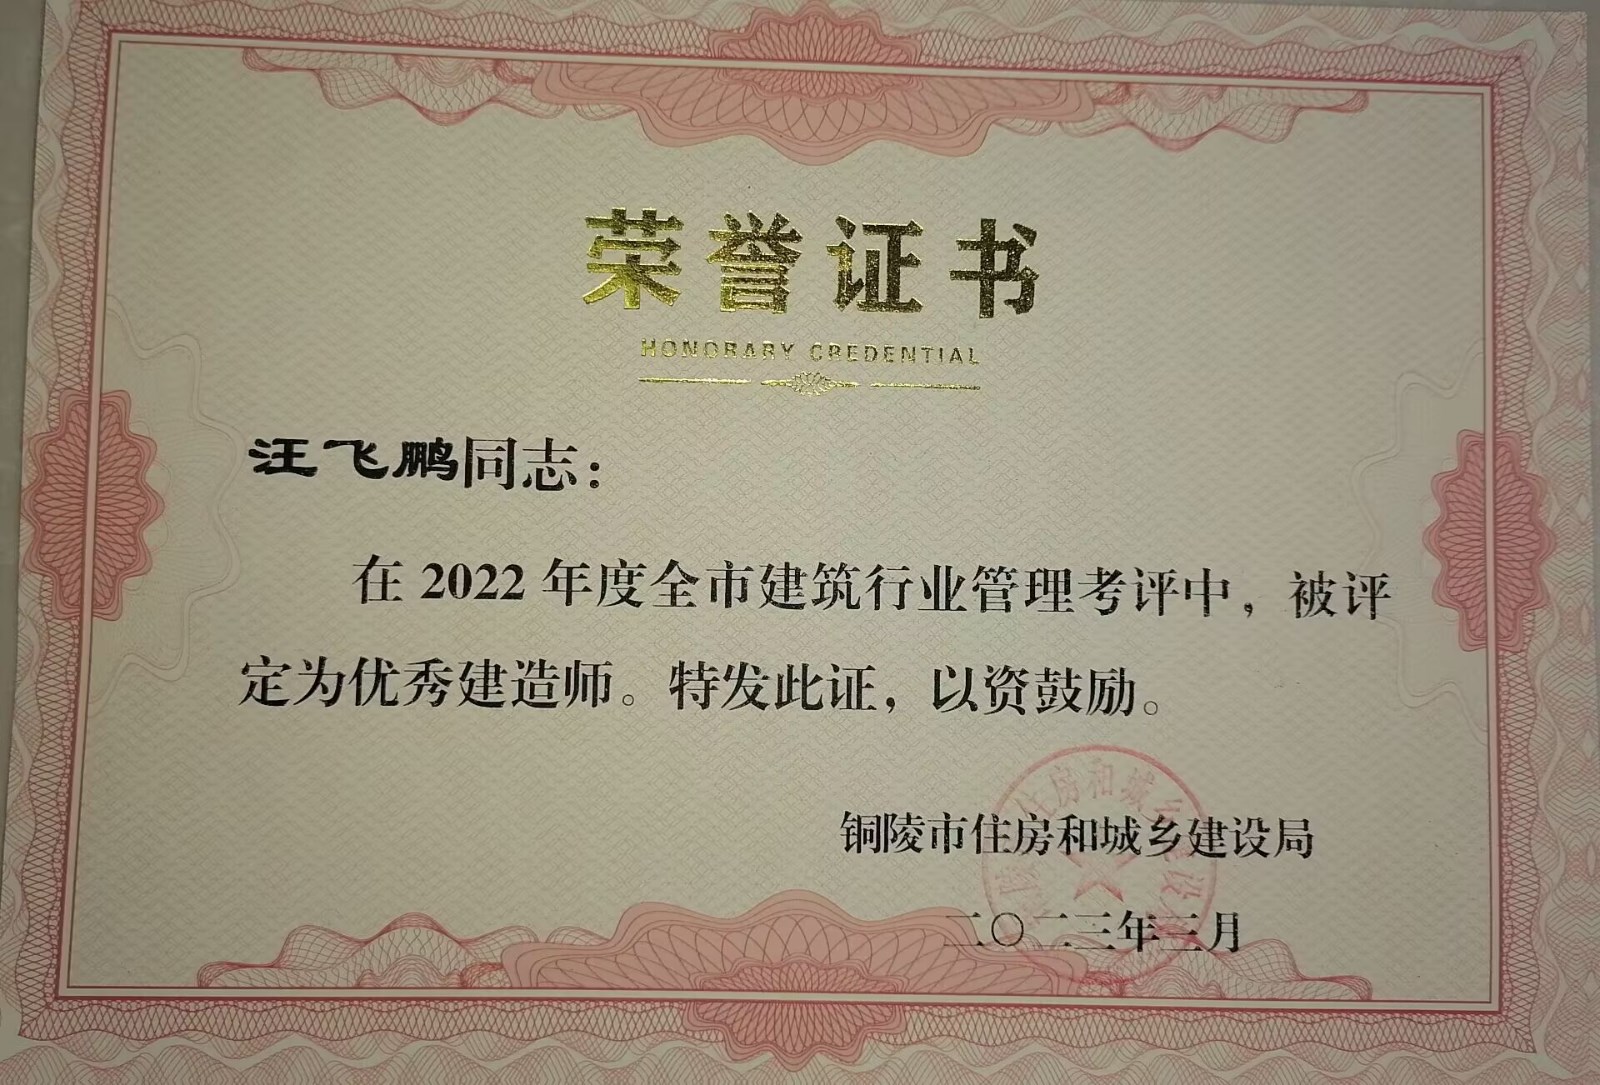 荣誉证书
HONORARY CREDENTIAL
汪飞鹏同志：
在 2022 年度全市建筑行业管理考评中，被评
定为优秀建造师。特发此证，以资鼓励。
铜陵市住房和城乡建设局
二〇二三年三月